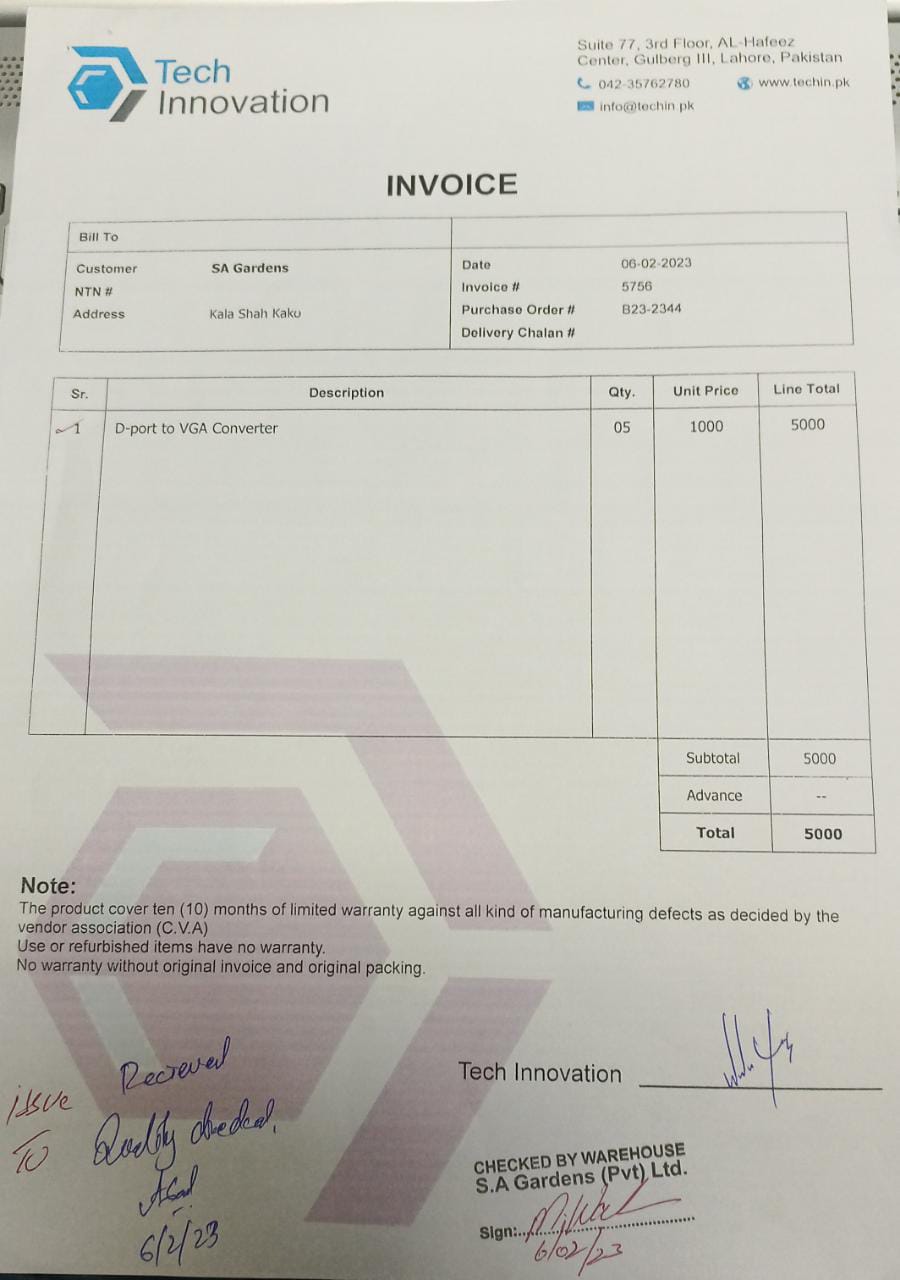 Tech
Innovation
Suite 77, 3rd Floor, AL-Hafeez
Center, Gulberg III, Lahore, Pakistan
042-35762780 www.techin.pk
info@techin.pk
INVOICE
Bill To
Customer SA Gardens
NTN #
Address Kala Shah Kaku
Date 06-02-2023
Invoice # 5756
Purchase Order # B23-2344
Delivery Chalan #
Sr. Description Qty. Unit Price Line Total
1 D-port to VGA Converter 05 1000 5000
Subtotal 5000
Advance --
Total 5000
Note:
The product cover ten (10) months of limited warranty against all kind of manufacturing defects as decided by the
vendor association (C.V.A)
Use or refurbished items have no warranty.
No warranty without original invoice and original packing.
Tech Innovation
issue
To
Recieved
Quality checked,
6/2/23
CHECKED BY WAREHOUSE
S.A Gardens (Pvt) Ltd.
Sign:
6/02/23